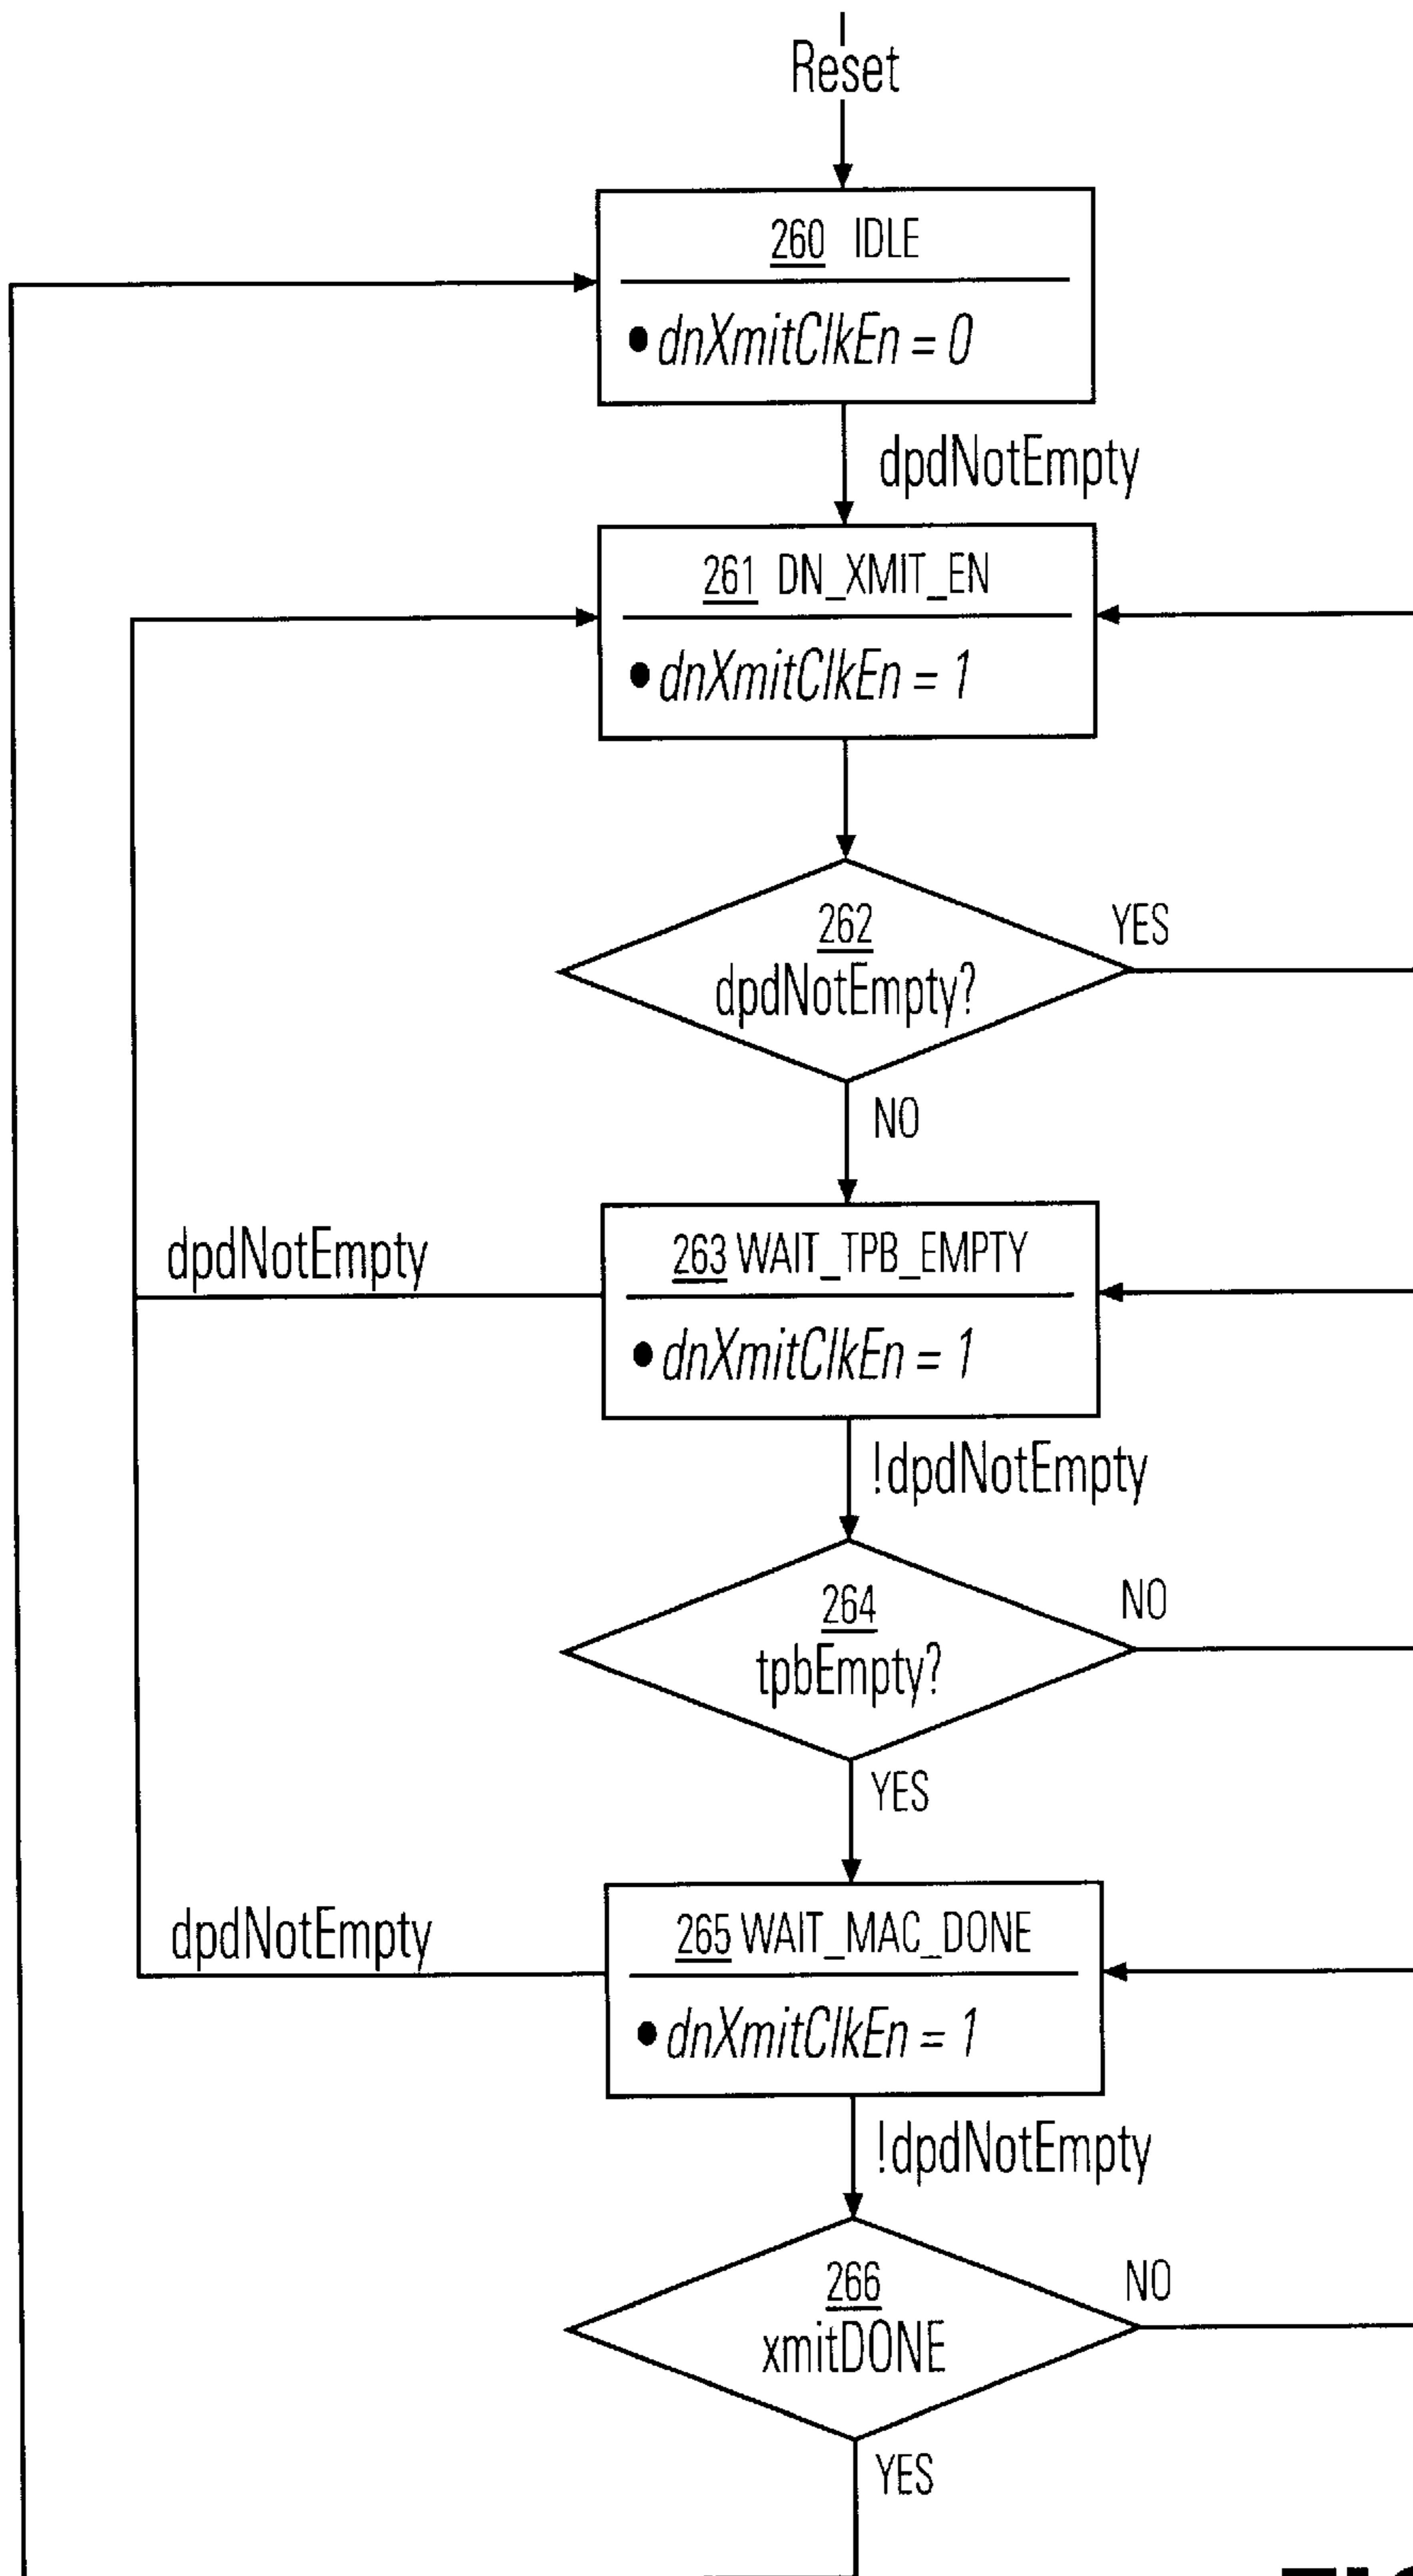 Reset
260 IDLE
• dnXmitClkEn = 0
dpdNotEmpty
261 DN_XMIT_EN
• dnXmitClkEn = 1
262
YES
dpdNotEmpty?
NO
dpdNotEmpty
263 WAIT_TPB_EMPTY
• dnXmitClkEn = 1
!dpdNotEmpty
264
NO
tpbEmpty?
YES
dpdNotEmpty
265 WAIT_MAC_DONE
• dnXmitClkEn = 1
!dpdNotEmpty
266
NO
xmitDONE
YES